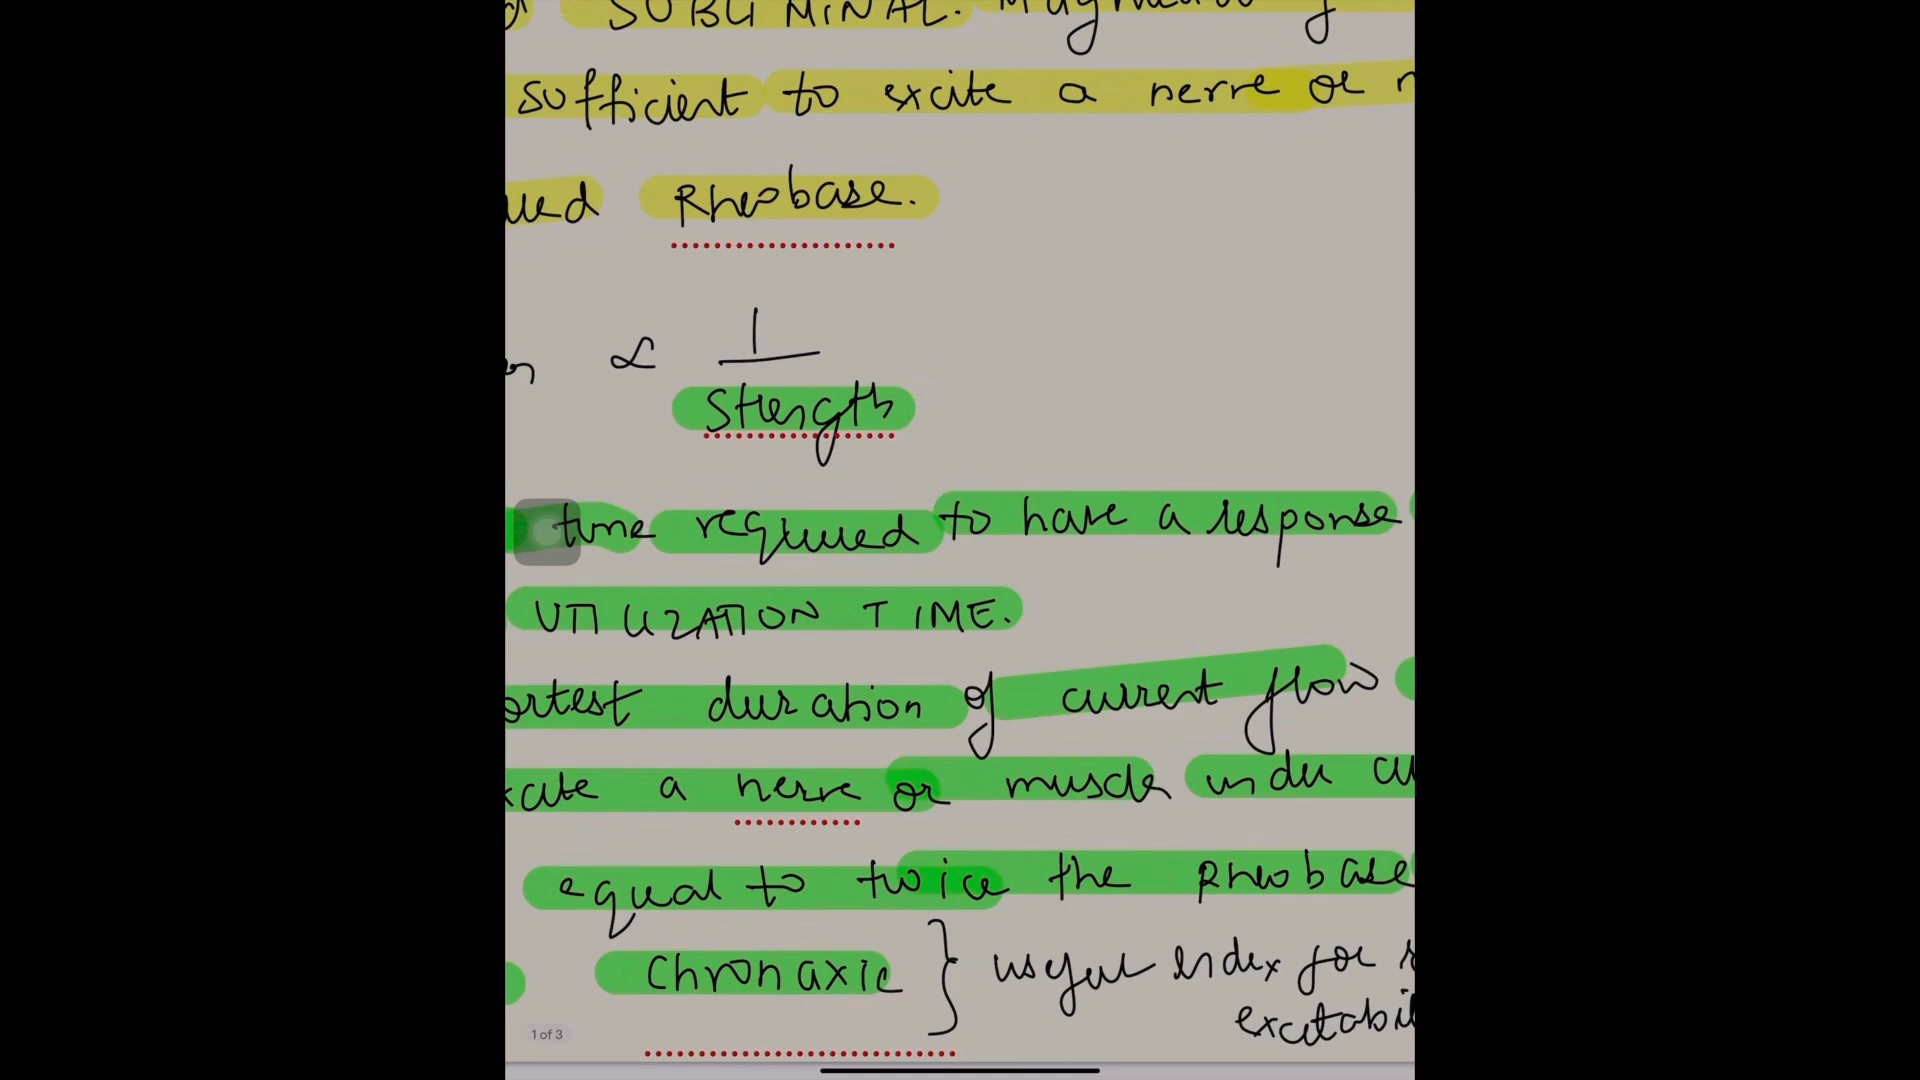 SUBLIMINAL.
sufficient to excite a nerve or
Rheobase.
∝ 1
Strength
time required to have a response
UTILIZATION TIME.
ortest duration of current flow
a nerve or muscle under cu
equal to twice the Rheobase
Chronaxie } useful index for
excitabi
1 of 3